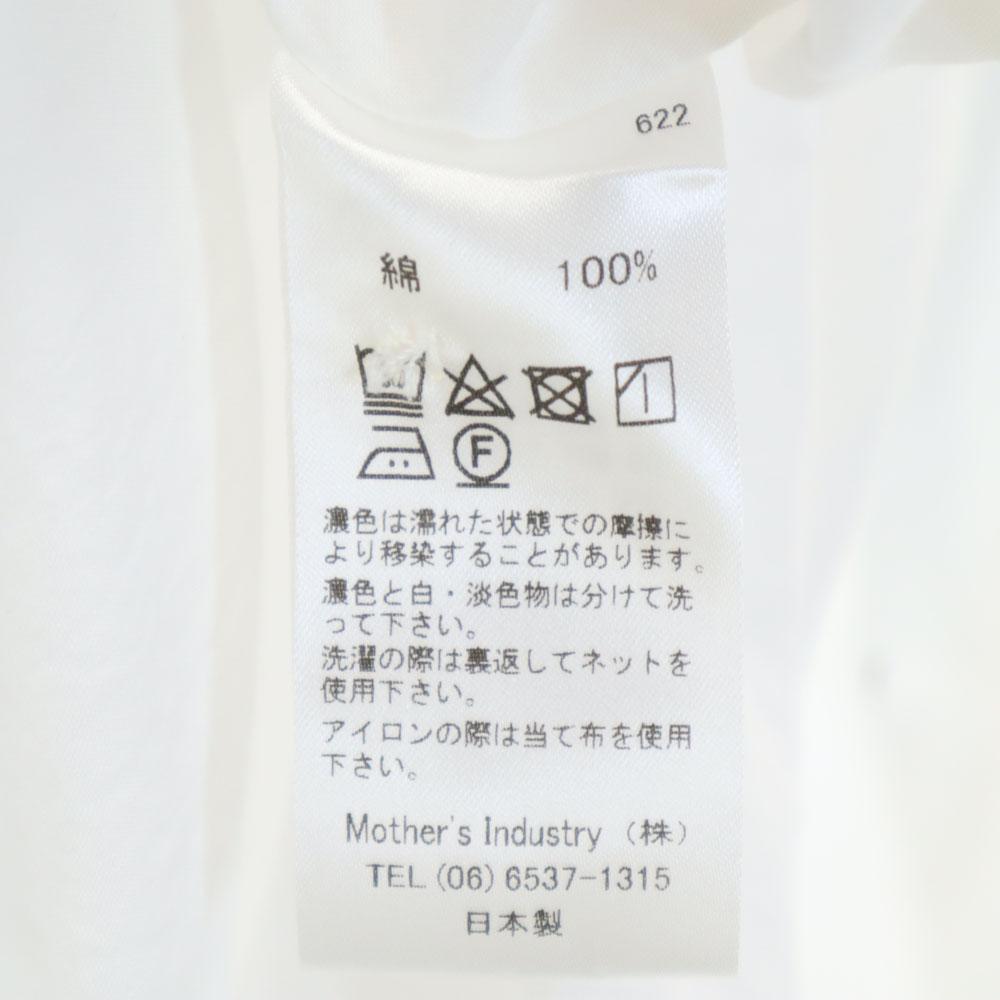 622
綿 100%
F
濃色は濡れた状態での摩擦に
より移染することがあります。
濃色と白・淡色物は分けて洗
って下さい。
洗濯の際は裏返してネットを
使用下さい。
アイロンの際は当て布を使用
下さい。
Mother's Industry (株)
TEL (06) 6537-1315
日本製